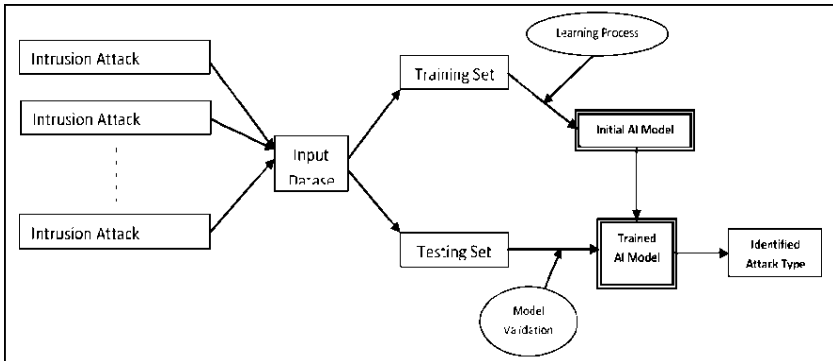 Intrusion Attack
Intrusion Attack
Intrusion Attack
Input
Datase
Training Set
Testing Set
Learning Process
Initial AI Model
Trained
AI Model
Model
Validation
Identified
Attack Type